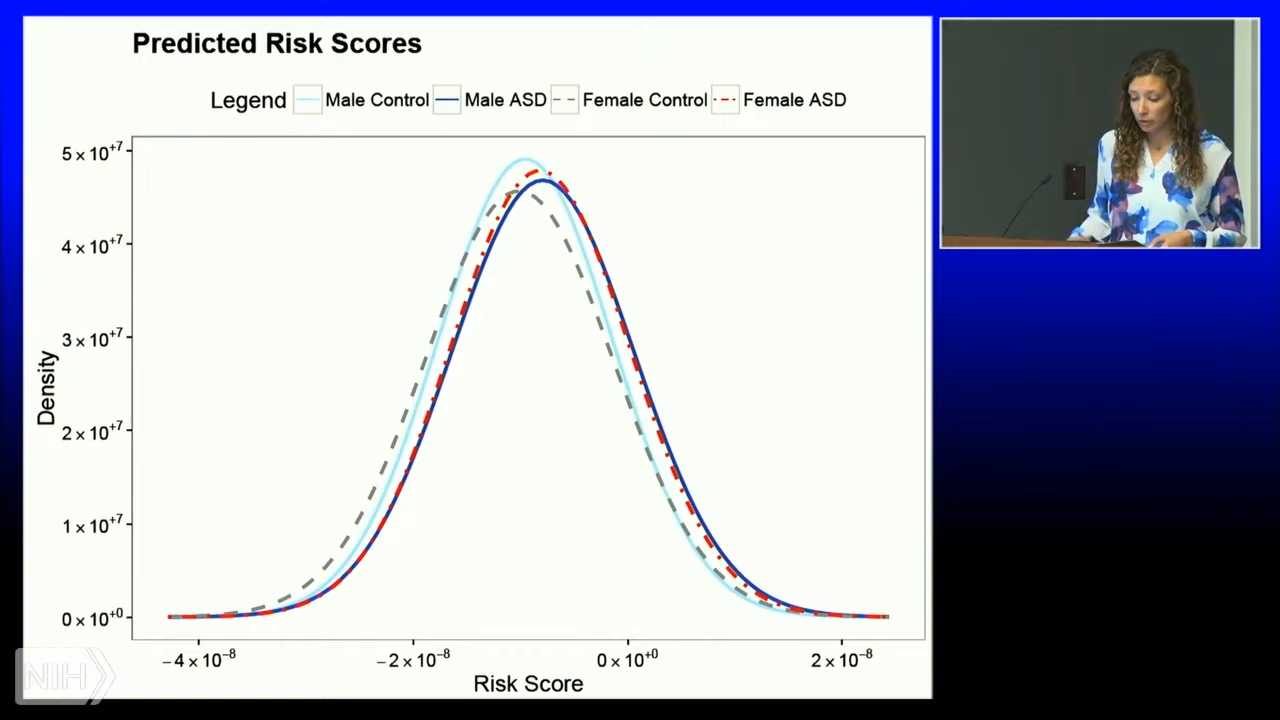 Predicted Risk Scores
Legend Male Control Male ASD Female Control Female ASD
5 x 10⁺⁷
4 x 10⁺⁷
3 x 10⁺⁷
2 x 10⁺⁷
1 x 10⁺⁷
0 x 10⁺⁰
Density
−4 x 10⁻⁸ −2 x 10⁻⁸ 0 x 10⁺⁰ 2 x 10⁻⁸
Risk Score
NIH